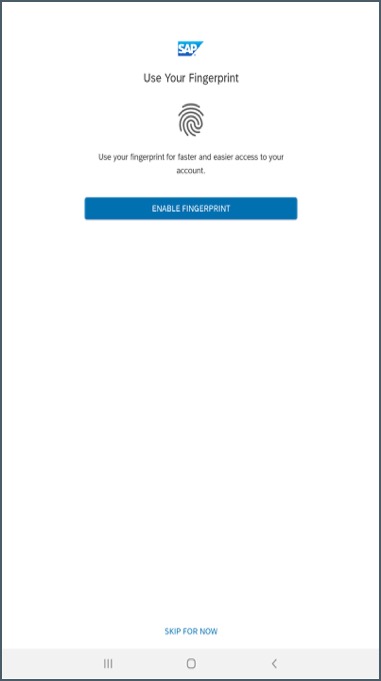 SAP
Use Your Fingerprint
Use your fingerprint for faster and easier access to your
account.
ENABLE FINGERPRINT
SKIP FOR NOW